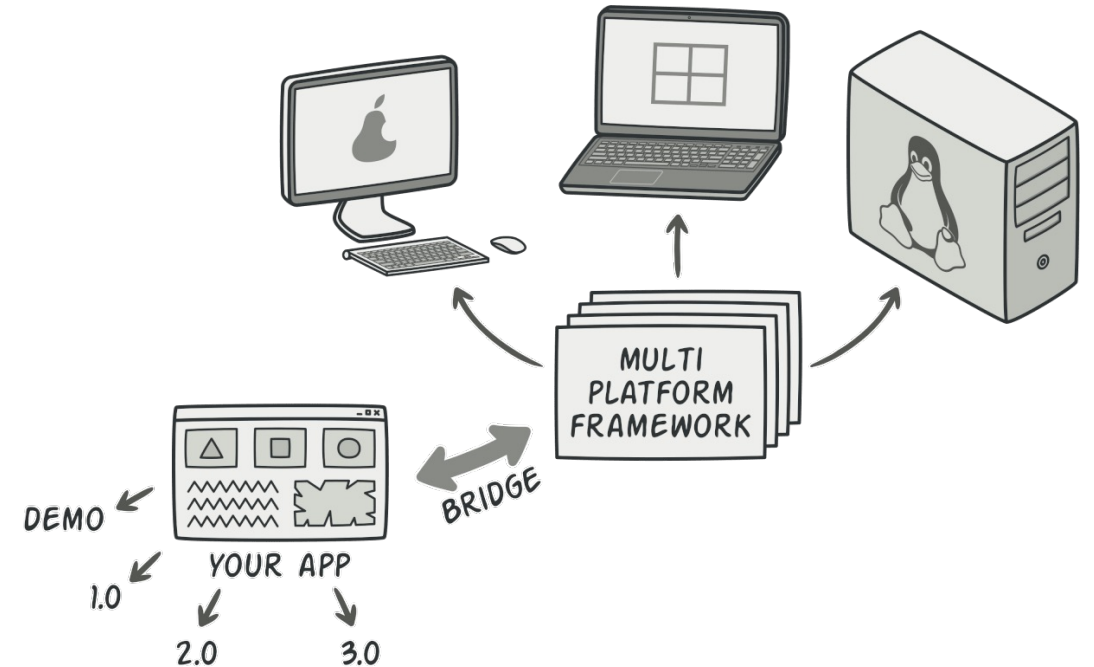 MULTI
PLATFORM
FRAMEWORK
BRIDGE
DEMO
YOUR APP
1.0
2.0
3.0